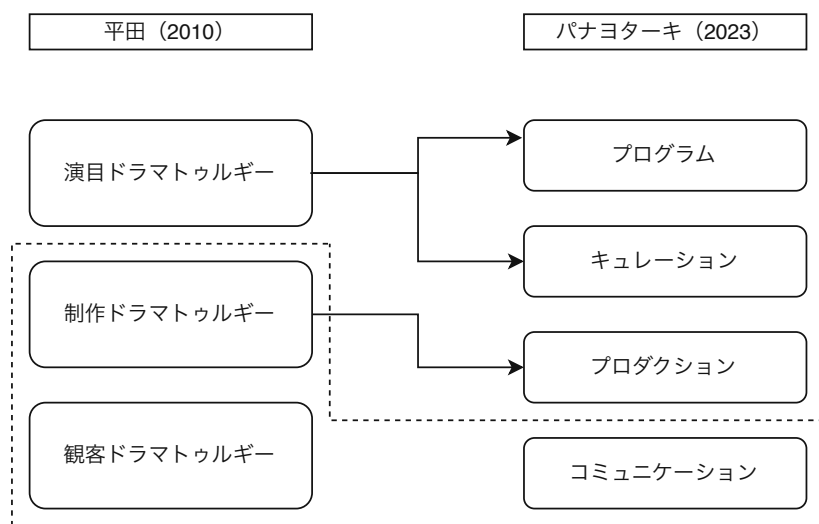 平田（2010）
パナヨターキ（2023）
演目ドラマトゥルギー
プログラム
キュレーション
制作ドラマトゥルギー
プロダクション
観客ドラマトゥルギー
コミュニケーション